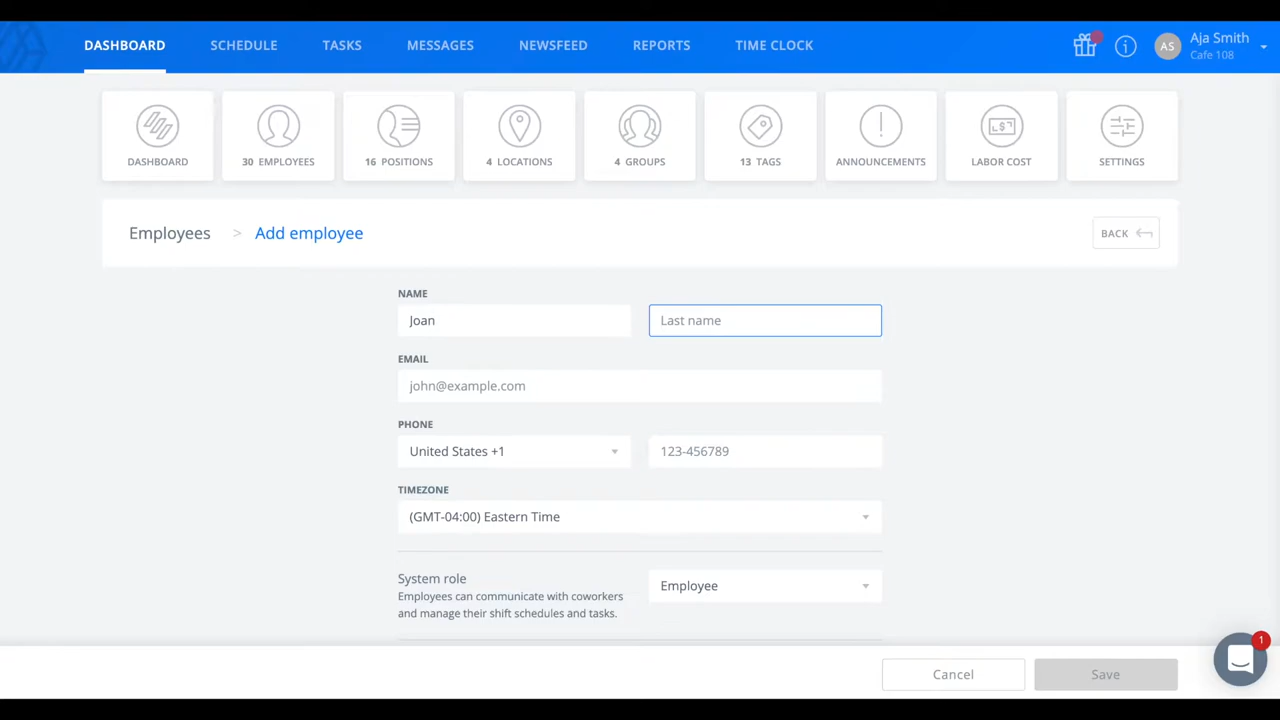 DASHBOARD SCHEDULE TASKS MESSAGES NEWSFEED REPORTS TIME CLOCK
AS Aja Smith
Cafe 108
DASHBOARD 30 EMPLOYEES 16 POSITIONS 4 LOCATIONS 4 GROUPS 13 TAGS ANNOUNCEMENTS LABOR COST SETTINGS
Employees > Add employee BACK
NAME
Joan Last name
EMAIL
john@example.com
PHONE
United States +1 123-456789
TIMEZONE
(GMT-04:00) Eastern Time
System role Employee
Employees can communicate with coworkers
and manage their shift schedules and tasks.
1
Cancel Save